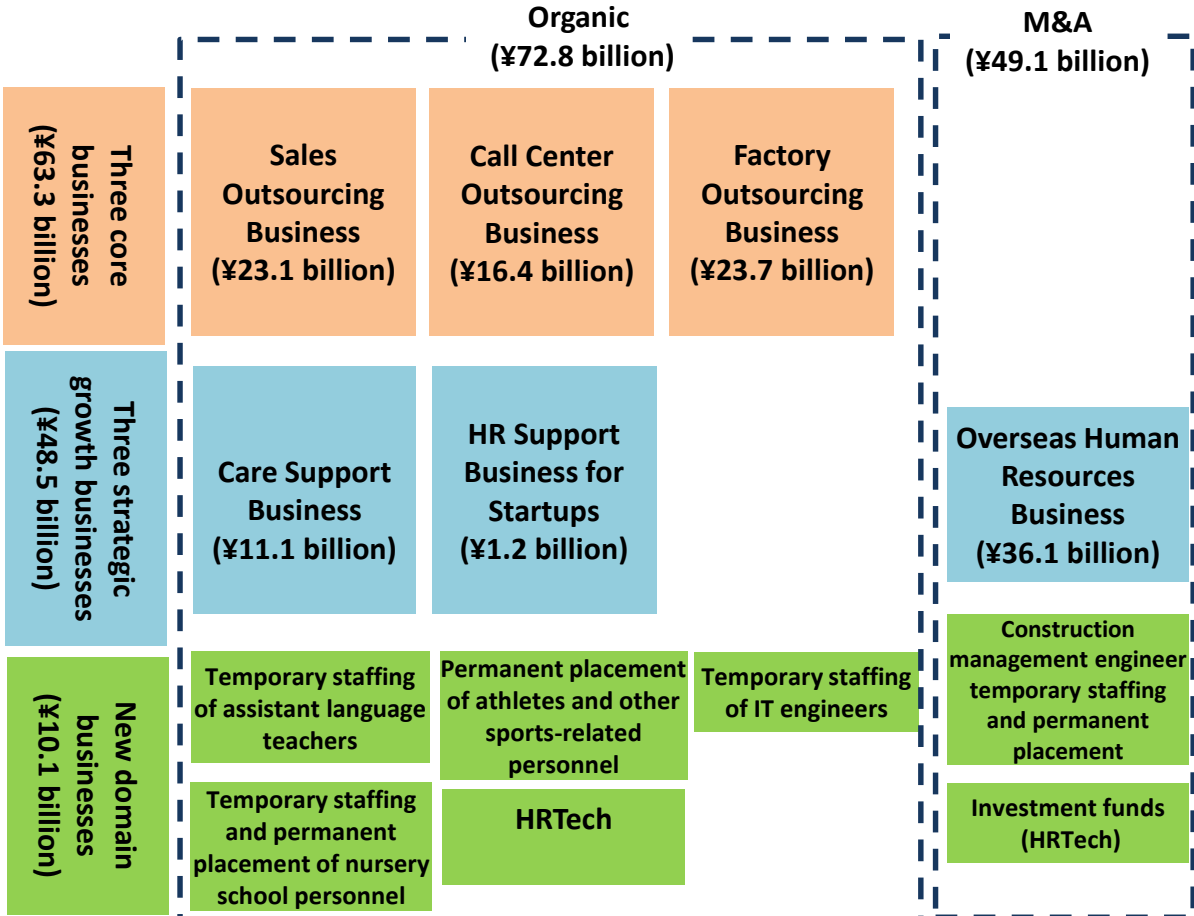 Organic
(¥72.8 billion)
M&A
(¥49.1 billion)
Three core
businesses
(¥63.3 billion)
Sales
Outsourcing
Business
(¥23.1 billion)
Call Center
Outsourcing
Business
(¥16.4 billion)
Factory
Outsourcing
Business
(¥23.7 billion)
Three strategic
growth businesses
(¥48.5 billion)
Care Support
Business
(¥11.1 billion)
HR Support
Business for
Startups
(¥1.2 billion)
Overseas Human
Resources
Business
(¥36.1 billion)
New domain
businesses
(¥10.1 billion)
Temporary staffing
of assistant language
teachers
Permanent placement
of athletes and other
sports-related
personnel
Temporary staffing
of IT engineers
Construction
management engineer
temporary staffing
and permanent
placement
Temporary staffing
and permanent
placement of nursery
school personnel
HRTech
Investment funds
(HRTech)